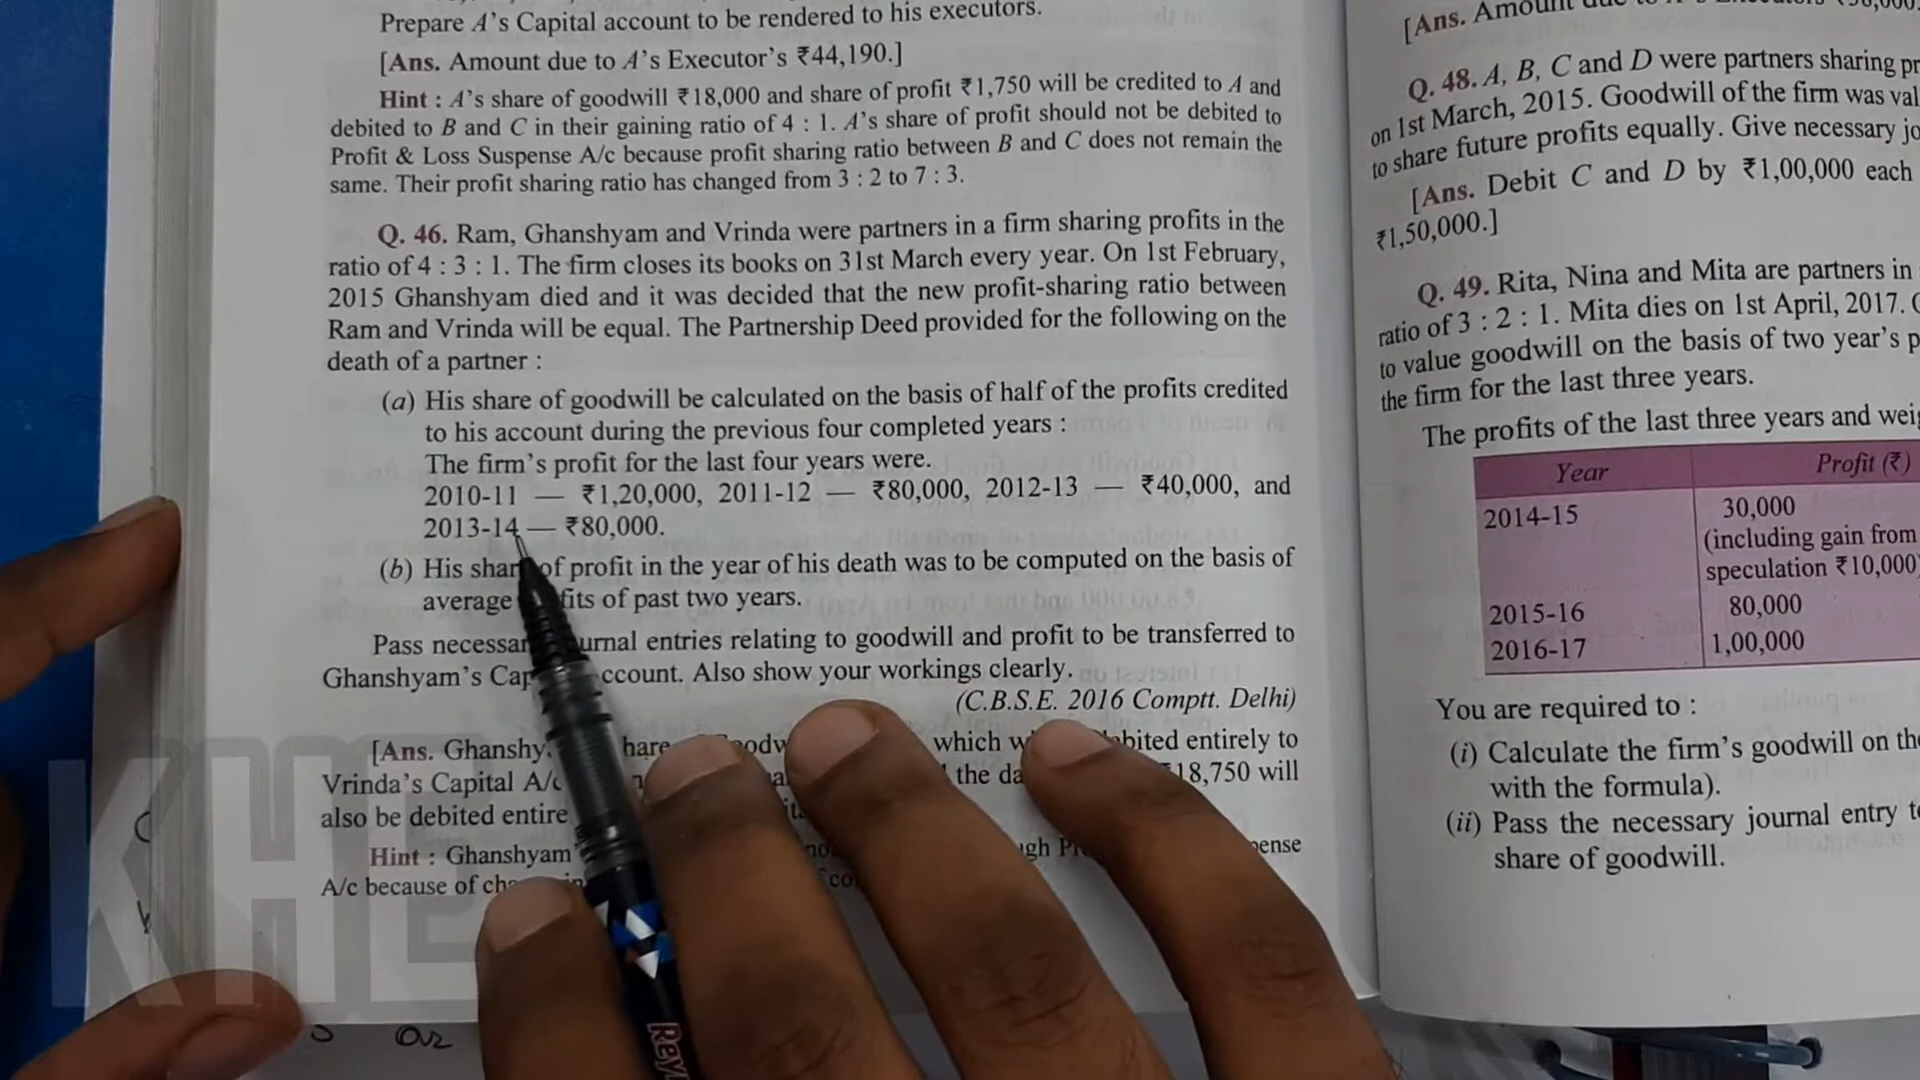 Prepare A's Capital account to be rendered to his executors.
[Ans. Amount due to A's Executor's ₹44,190.]
Hint : A's share of goodwill ₹18,000 and share of profit ₹1,750 will be credited to A and
debited to B and C in their gaining ratio of 4 : 1. A's share of profit should not be debited to
Profit & Loss Suspense A/c because profit sharing ratio between B and C does not remain the
same. Their profit sharing ratio has changed from 3 : 2 to 7 : 3.
Q. 46. Ram, Ghanshyam and Vrinda were partners in a firm sharing profits in the
ratio of 4 : 3 : 1. The firm closes its books on 31st March every year. On 1st February,
2015 Ghanshyam died and it was decided that the new profit-sharing ratio between
Ram and Vrinda will be equal. The Partnership Deed provided for the following on the
death of a partner :
(a) His share of goodwill be calculated on the basis of half of the profits credited
to his account during the previous four completed years :
The firm's profit for the last four years were.
2010-11 — ₹1,20,000, 2011-12 — ₹80,000, 2012-13 — ₹40,000, and
2013-14 — ₹80,000.
(b) His shar of profit in the year of his death was to be computed on the basis of
average fits of past two years.
Pass necessar urnal entries relating to goodwill and profit to be transferred to
Ghanshyam's Cap ccount. Also show your workings clearly.
(C.B.S.E. 2016 Comptt. Delhi)
[Ans. Ghanshy hare oodw which w bited entirely to
Vrinda's Capital A/c the da 18,750 will
also be debited entire
Hint : Ghanshyam gh Pr ense
A/c because of ch
[Ans. Amount due to
Q. 48. A, B, C and D were partners sharing pr
on 1st March, 2015. Goodwill of the firm was val
to share future profits equally. Give necessary jo
[Ans. Debit C and D by ₹1,00,000 each
₹1,50,000.]
Q. 49. Rita, Nina and Mita are partners in
ratio of 3 : 2 : 1. Mita dies on 1st April, 2017.
to value goodwill on the basis of two year's p
the firm for the last three years.
The profits of the last three years and wei
Year Profit (₹)
2014-15 30,000
(including gain from
speculation ₹10,000
2015-16 80,000
2016-17 1,00,000
You are required to :
(i) Calculate the firm's goodwill on th
with the formula).
(ii) Pass the necessary journal entry t
share of goodwill.